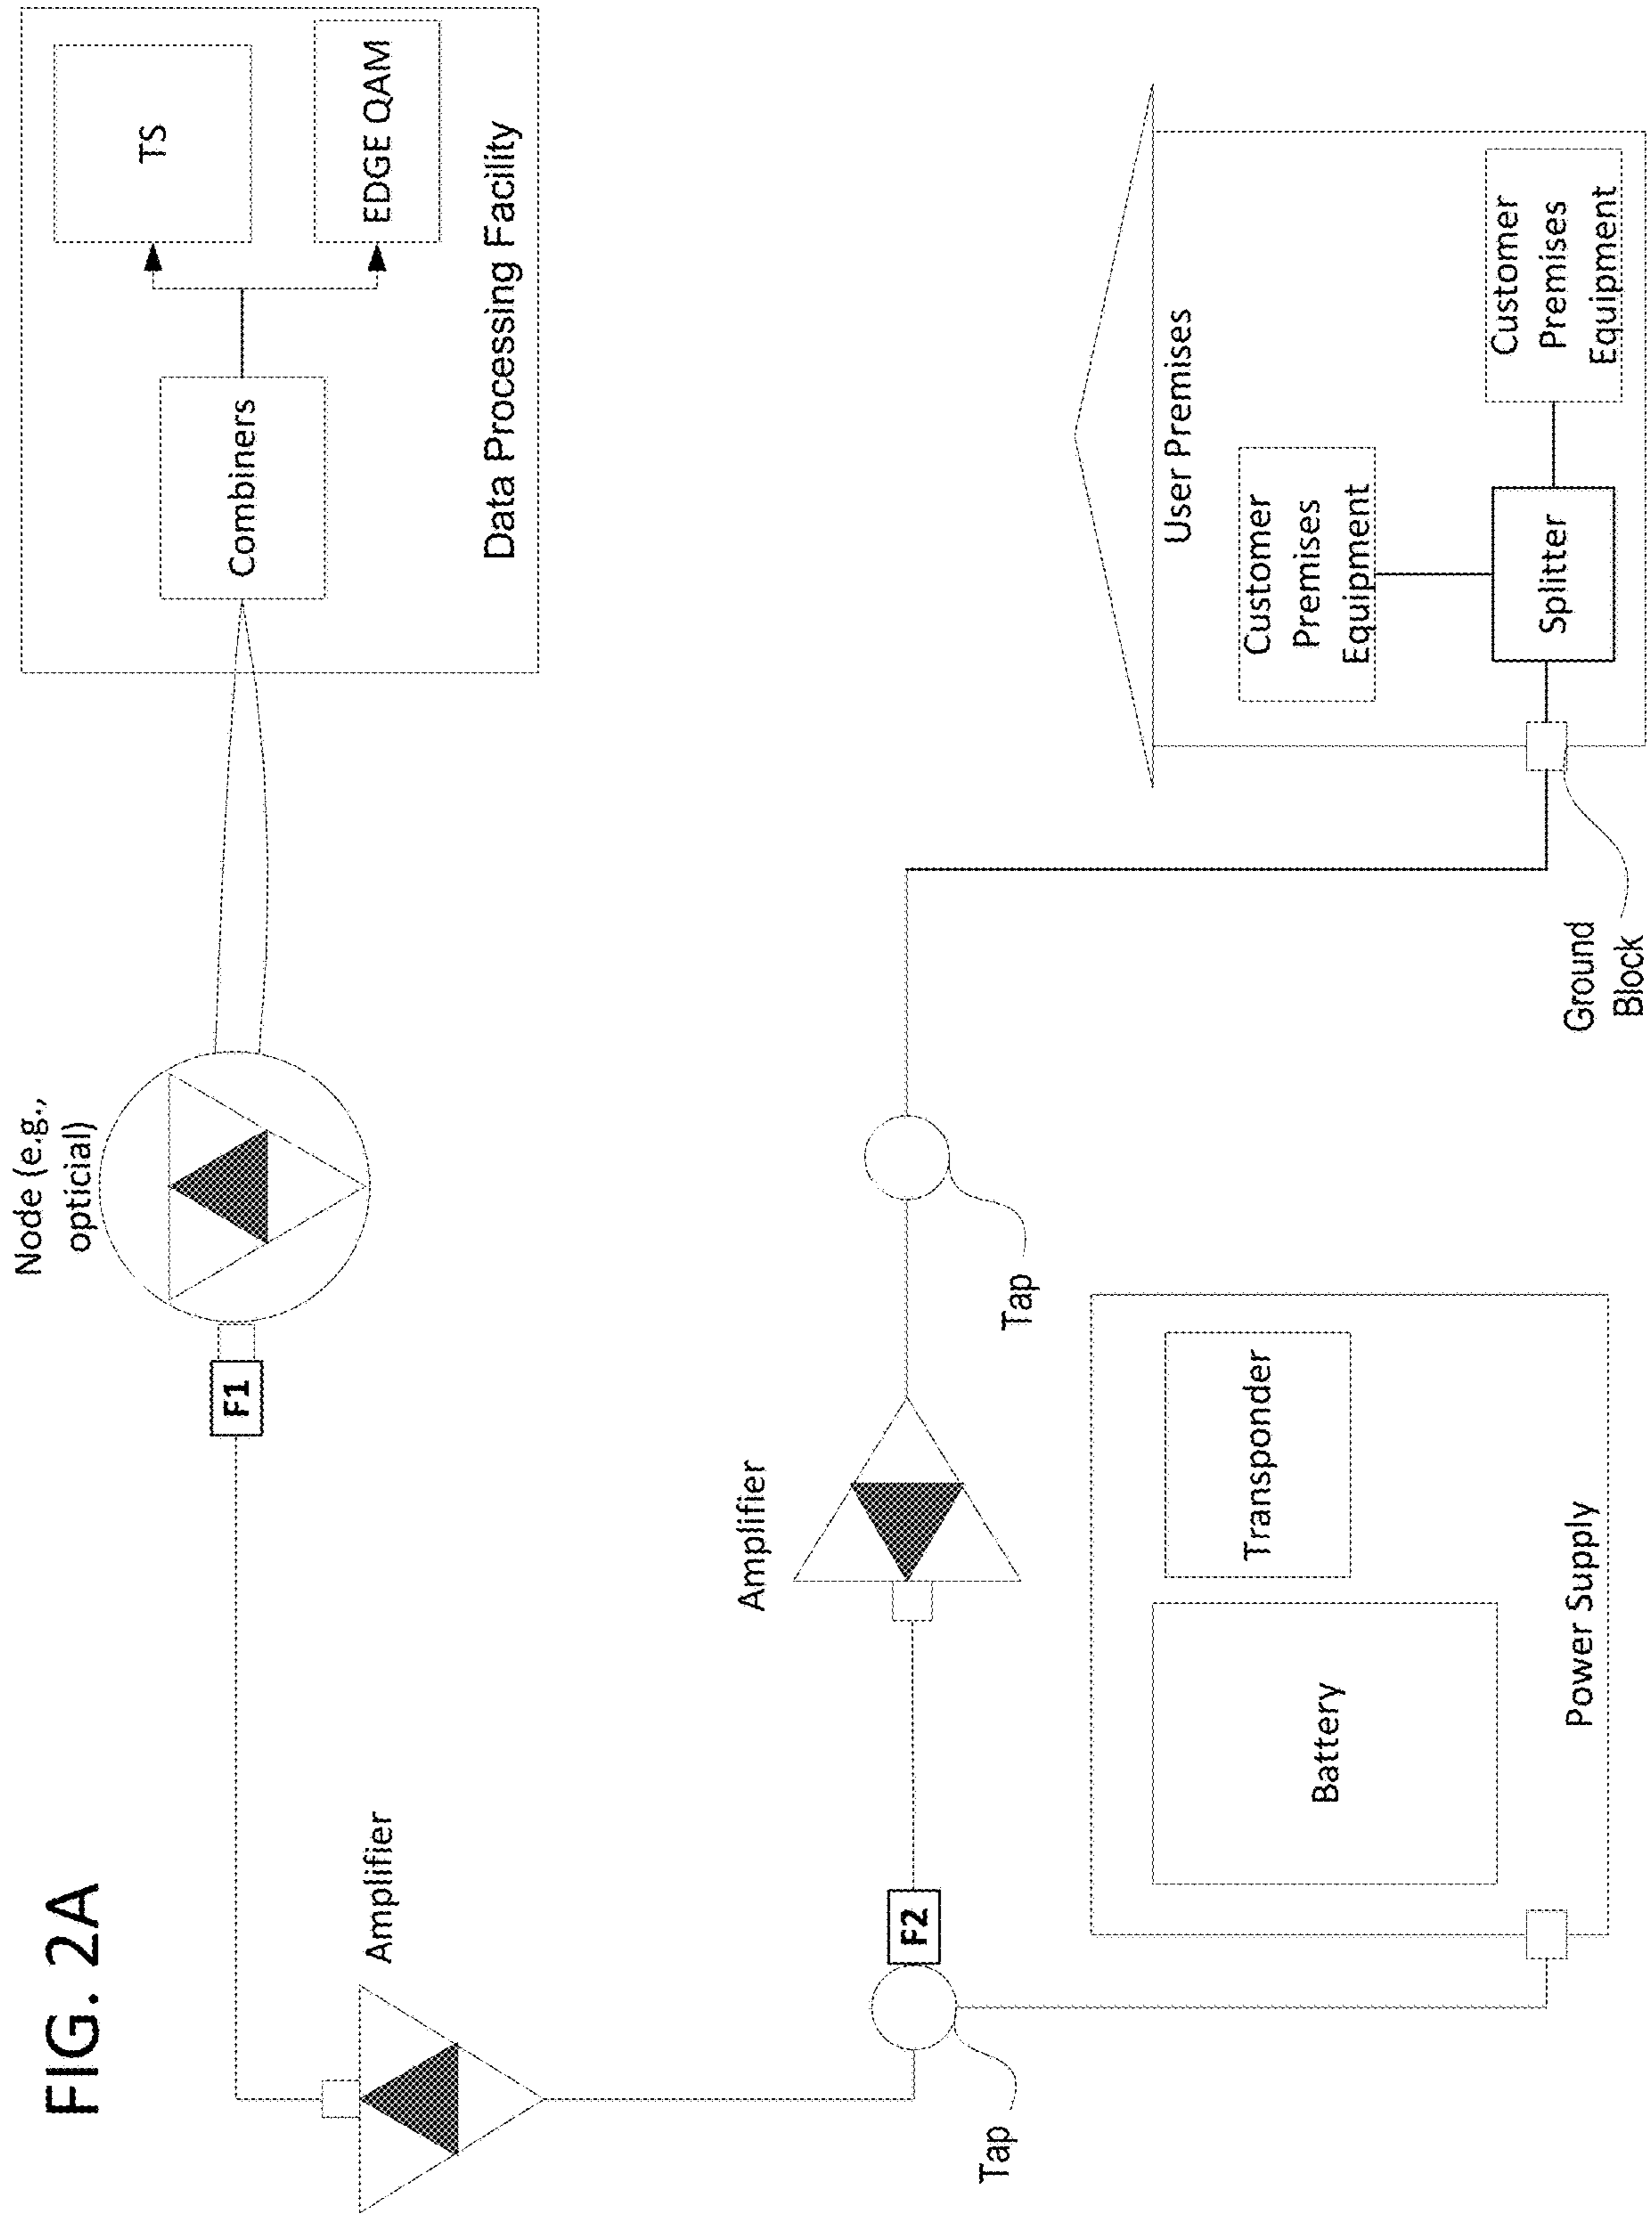 FIG. 2A
Node (e.g.,
opticial)
F1
Amplifier
TS
EDGE QAM
Combiners
Data Processing Facility
Tap
F2
Amplifier
Tap
Battery
Transponder
Power Supply
User Premises
Customer
Premises
Equipment
Customer
Premises
Equipment
Splitter
Ground
Block